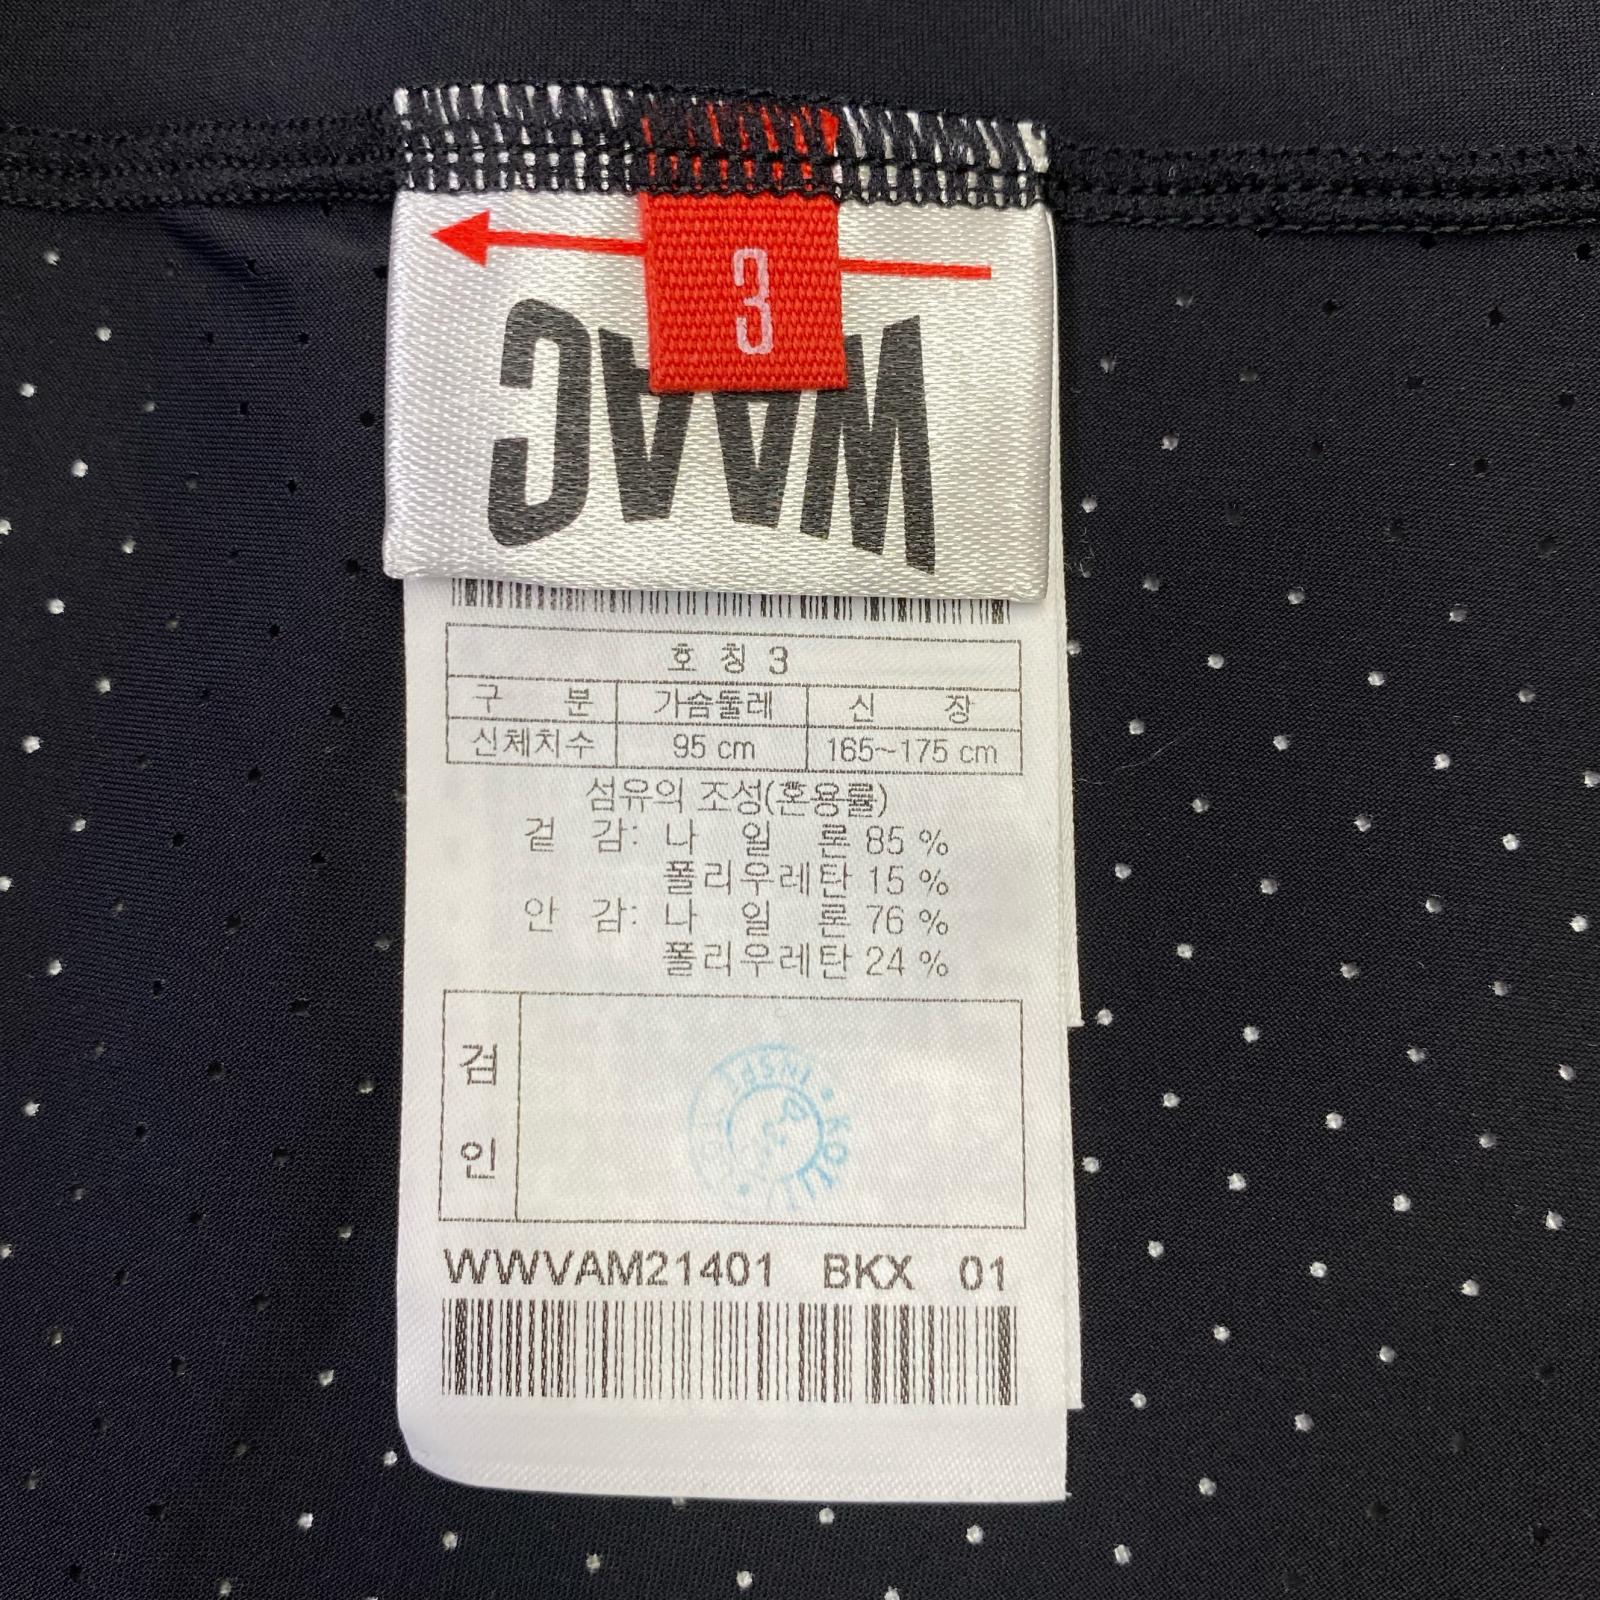 3
WAAC
호 칭 3
구 분 가슴둘레 신 장
신체치수 95 cm 165~175 cm
섬유의 조성(혼용률)
겉 감: 나 일 론 85 %
폴리우레탄 15 %
안 감: 나 일 론 76 %
폴리우레탄 24 %
검
인
KOTITI
WWVAM21401 BKX 01